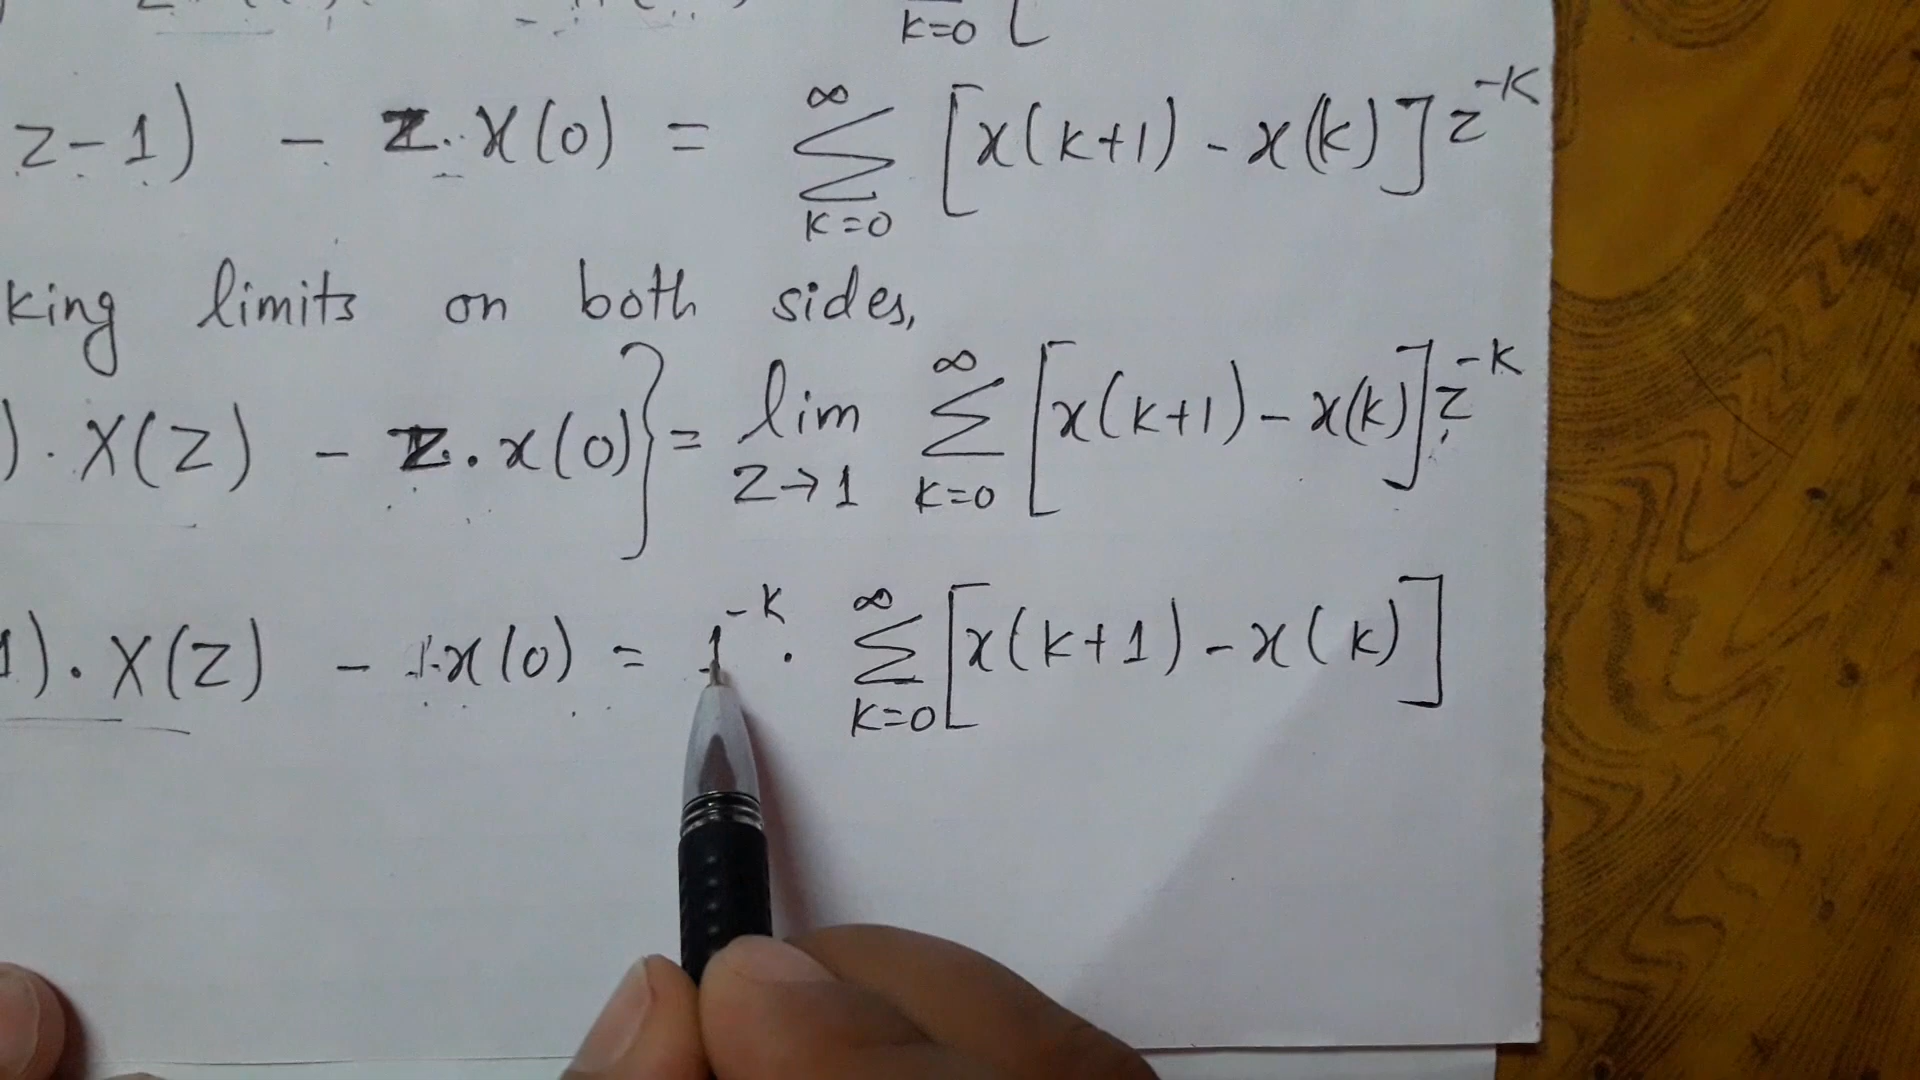 k=0 [
z-1) - z.x(0) = ∞ Σ k=0 [x(k+1) - x(k)] z^-k
king limits on both sides,
). X(z) - z.x(0)} = lim z→1 ∞ Σ k=0 [x(k+1) - x(k)] z^-k
1). X(z) - 1.x(0) = 1^-k . ∞ Σ k=0 [x(k+1) - x(k)]